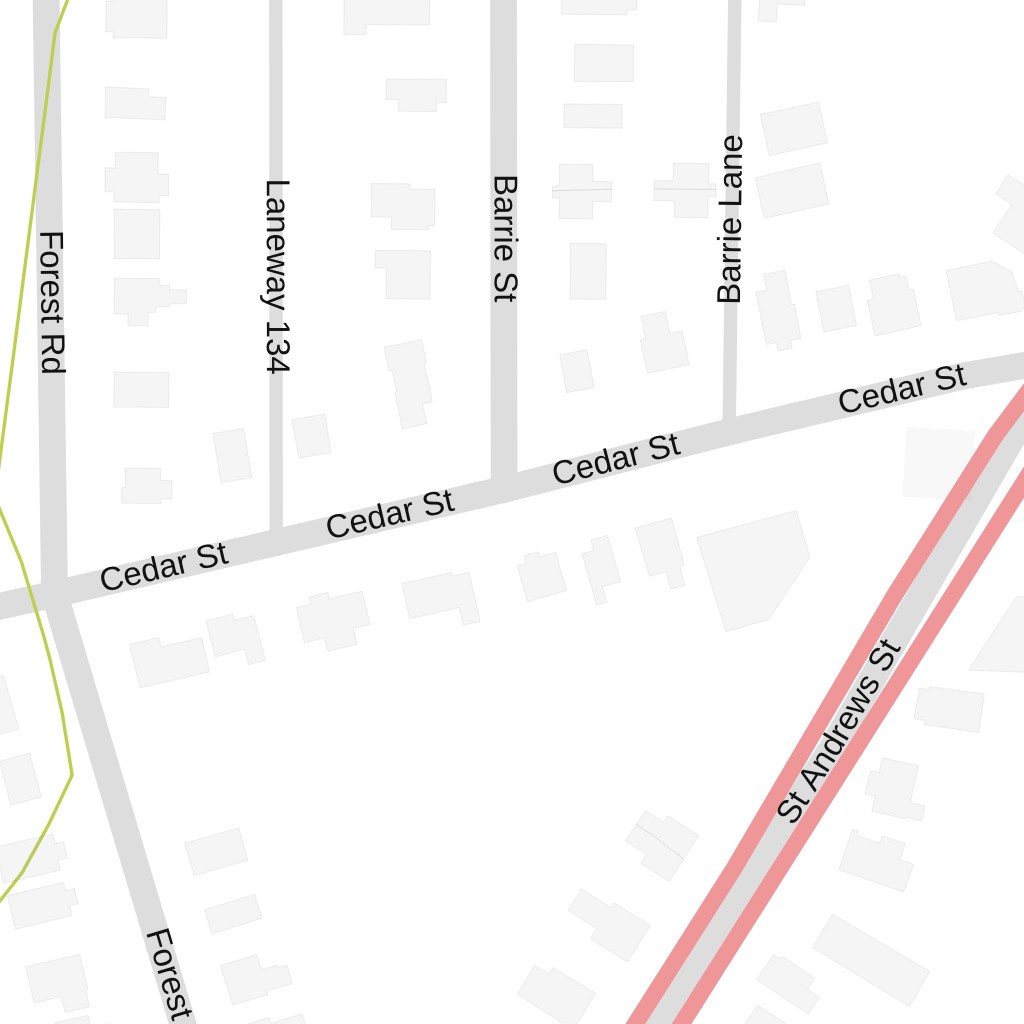 Barrie Lane
Laneway 134
Barrie St
Forest Rd
Cedar St
Cedar St
Cedar St
Cedar St
St Andrews St
Forest